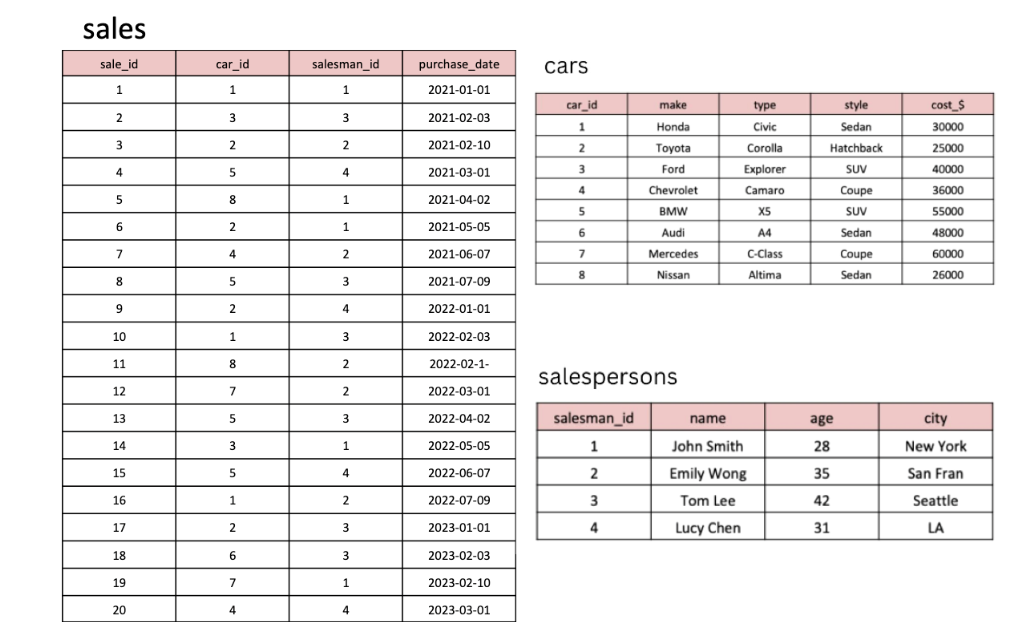 sales
sale_id car_id salesman_id purchase_date
1 1 1 2021-01-01
2 3 3 2021-02-03
3 2 2 2021-02-10
4 5 4 2021-03-01
5 8 1 2021-04-02
6 2 1 2021-05-05
7 4 2 2021-06-07
8 5 3 2021-07-09
9 2 4 2022-01-01
10 1 3 2022-02-03
11 8 2 2022-02-1-
12 7 2 2022-03-01
13 5 3 2022-04-02
14 3 1 2022-05-05
15 5 4 2022-06-07
16 1 2 2022-07-09
17 2 3 2023-01-01
18 6 3 2023-02-03
19 7 1 2023-02-10
20 4 4 2023-03-01
cars
car_id make type style cost_$
1 Honda Civic Sedan 30000
2 Toyota Corolla Hatchback 25000
3 Ford Explorer SUV 40000
4 Chevrolet Camaro Coupe 36000
5 BMW X5 SUV 55000
6 Audi A4 Sedan 48000
7 Mercedes C-Class Coupe 60000
8 Nissan Altima Sedan 26000
salespersons
salesman_id name age city
1 John Smith 28 New York
2 Emily Wong 35 San Fran
3 Tom Lee 42 Seattle
4 Lucy Chen 31 LA